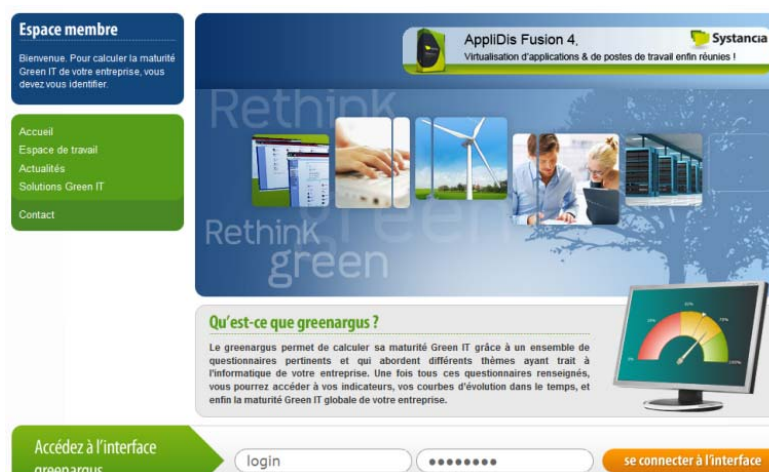 Espace membre
Bienvenue. Pour calculer la maturité
Green IT de votre entreprise, vous
devez vous identifier.
Accueil
Espace de travail
Actualités
Solutions Green IT
Contact
AppliDis Fusion 4,
Systancia
Virtualisation d'applications & de postes de travail enfin réunies !
Rethink
green
Rethink
green
Qu'est-ce que greenargus ?
Le greenargus permet de calculer sa maturité Green IT grâce à un ensemble de
questionnaires pertinents et qui abordent différents thèmes ayant trait à
l'informatique de votre entreprise. Une fois tous ces questionnaires renseignés,
vous pourrez accéder à vos indicateurs, vos courbes d'évolution dans le temps, et
enfin la maturité Green IT globale de votre entreprise.
Accédez à l'interface
greenargus
login
se connecter à l'interface